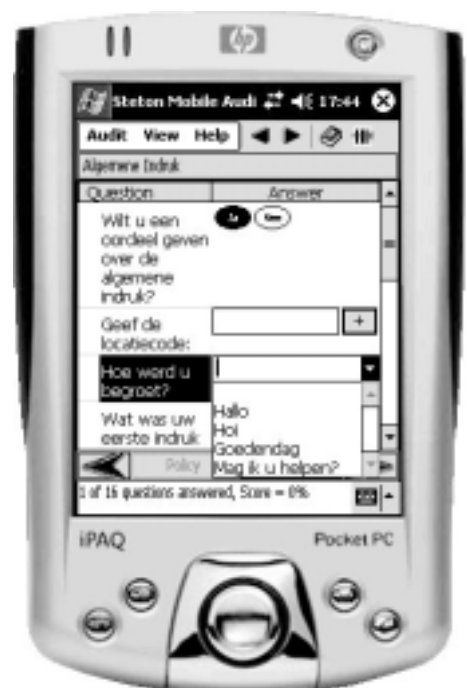 hp
Steton Mobile Audi 17:44
Audit View Help
Algemene Indruk
Question Answer
Wilt u een
oordeel geven
over de
algemene
indruk?
Ja
Geef de
locatiecode:
+
Hoe werd u
begroet?
Hallo
Hoi
Goedendag
Mag ik u helpen?
Wat was uw
eerste indruk
Policy
1 of 16 questions answered, Score = 0%
iPAQ Pocket PC